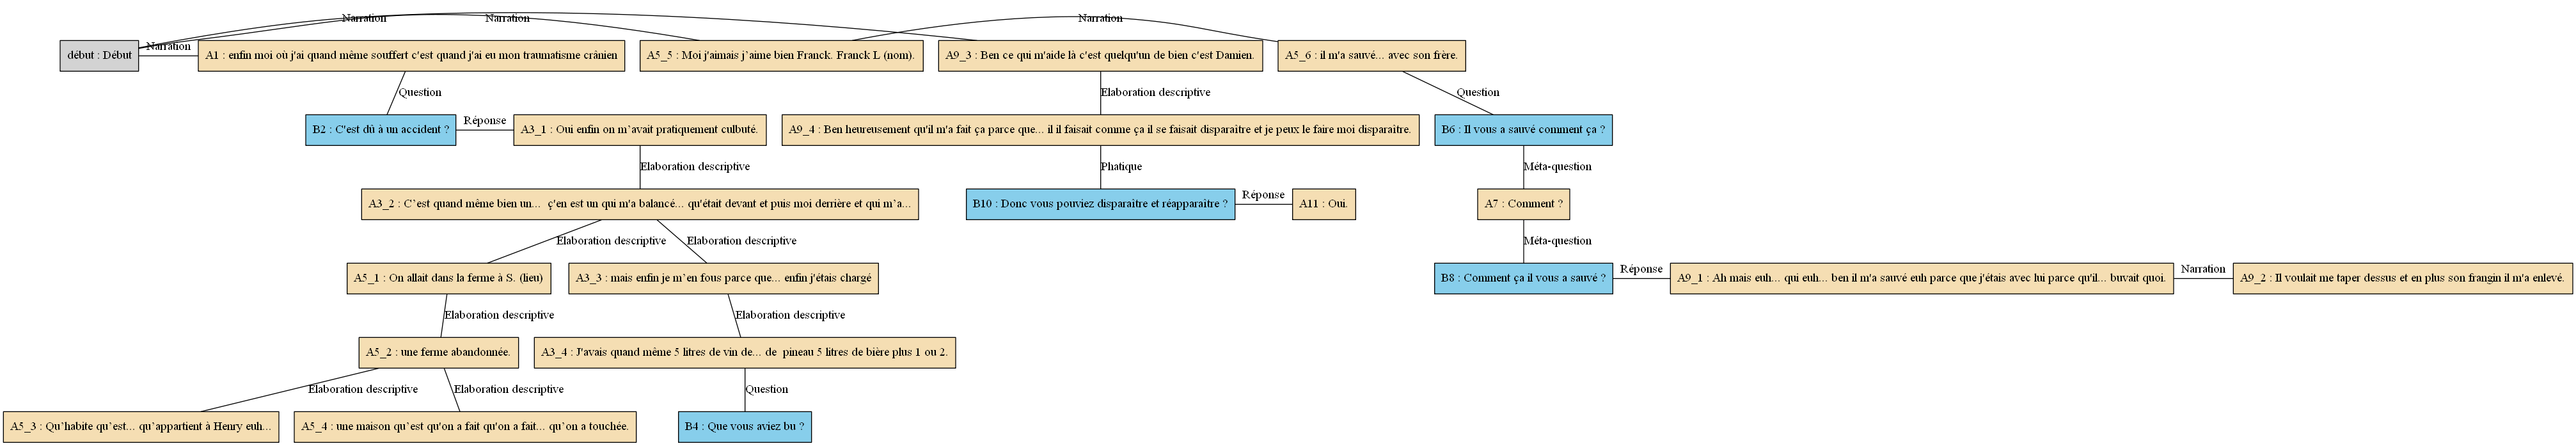 Narration
Narration
Narration
début : Début
Narration
A1 : enfin moi où j'ai quand même souffert c'est quand j'ai eu mon traumatisme crânien
A5_5 : Moi j'aimais j’aime bien Franck. Franck L (nom).
A9_3 : Ben ce qui m'aide là c'est quelqu'un de bien c'est Damien.
A5_6 : il m'a sauvé... avec son frère.
Question
Elaboration descriptive
Question
B2 : C'est dû à un accident ?
Réponse
A3_1 : Oui enfin on m’avait pratiquement culbuté.
A9_4 : Ben heureusement qu'il m'a fait ça parce que... il il faisait comme ça il se faisait disparaître et je peux le faire moi disparaître.
B6 : Il vous a sauvé comment ça ?
Elaboration descriptive
Phatique
Méta-question
A3_2 : C’est quand même bien un...  ç'en est un qui m'a balancé... qu'était devant et puis moi derrière et qui m’a...
B10 : Donc vous pouviez disparaître et réapparaître ?
Réponse
A11 : Oui.
A7 : Comment ?
Elaboration descriptive
Elaboration descriptive
Méta-question
A5_1 : On allait dans la ferme à S. (lieu)
A3_3 : mais enfin je m’en fous parce que... enfin j'étais chargé
B8 : Comment ça il vous a sauvé ?
Réponse
A9_1 : Ah mais euh... qui euh... ben il m'a sauvé euh parce que j'étais avec lui parce qu'il... buvait quoi.
Narration
A9_2 : Il voulait me taper dessus et en plus son frangin il m'a enlevé.
Elaboration descriptive
Elaboration descriptive
A5_2 : une ferme abandonnée.
A3_4 : J'avais quand même 5 litres de vin de... de  pineau 5 litres de bière plus 1 ou 2.
Elaboration descriptive
Elaboration descriptive
Question
A5_3 : Qu’habite qu’est... qu’appartient à Henry euh...
A5_4 : une maison qu’est qu'on a fait qu'on a fait... qu’on a touchée.
B4 : Que vous aviez bu ?